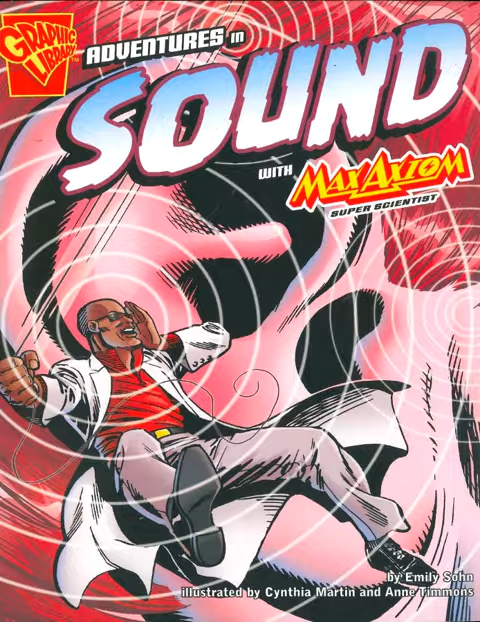 GRAPHIC
LIBRARY™
ADVENTURES IN
SOUND
WITH MAX AXIOM
SUPER SCIENTIST
by Emily Sohn
illustrated by Cynthia Martin and Anne Timmons